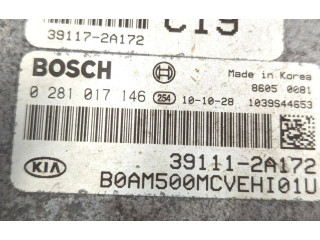 C19
39117-2A172
BOSCH
Made in Korea
8605 0081
0 281 017 146 254 10-10-28 1039S44653
39111-2A172
KIA
B0AM500MCVEHI01U